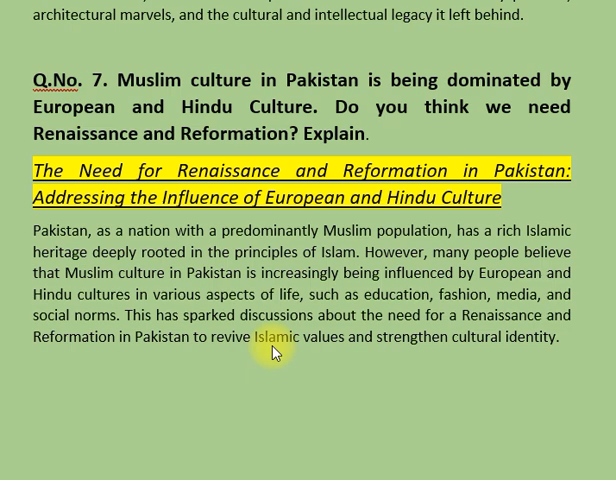 architectural marvels, and the cultural and intellectual legacy it left behind.
Q.No. 7. Muslim culture in Pakistan is being dominated by
European and Hindu Culture. Do you think we need
Renaissance and Reformation? Explain.
The Need for Renaissance and Reformation in Pakistan:
Addressing the Influence of European and Hindu Culture
Pakistan, as a nation with a predominantly Muslim population, has a rich Islamic
heritage deeply rooted in the principles of Islam. However, many people believe
that Muslim culture in Pakistan is increasingly being influenced by European and
Hindu cultures in various aspects of life, such as education, fashion, media, and
social norms. This has sparked discussions about the need for a Renaissance and
Reformation in Pakistan to revive Islamic values and strengthen cultural identity.